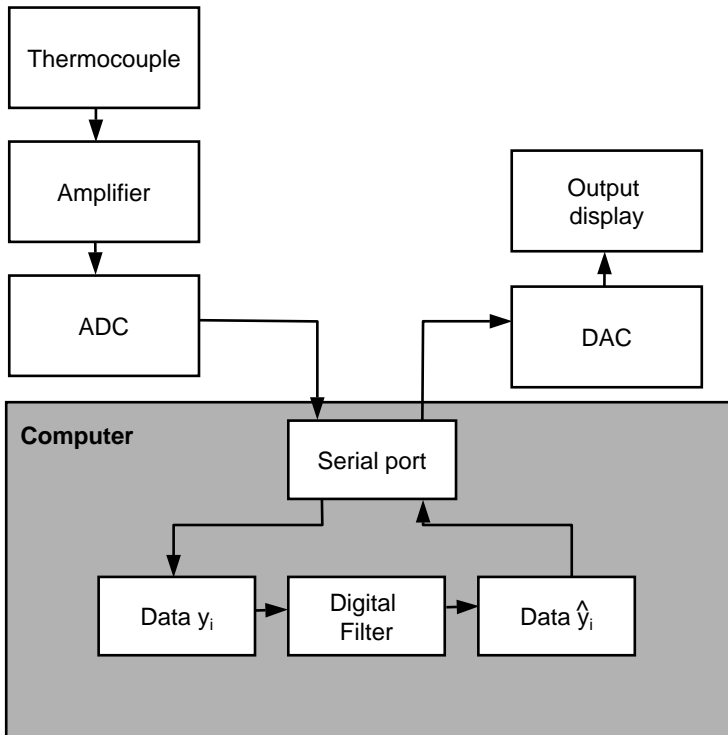 Thermocouple
Amplifier
ADC
Output
display
DAC
Computer
Serial port
Data yᵢ
Digital
Filter
Data ŷᵢ